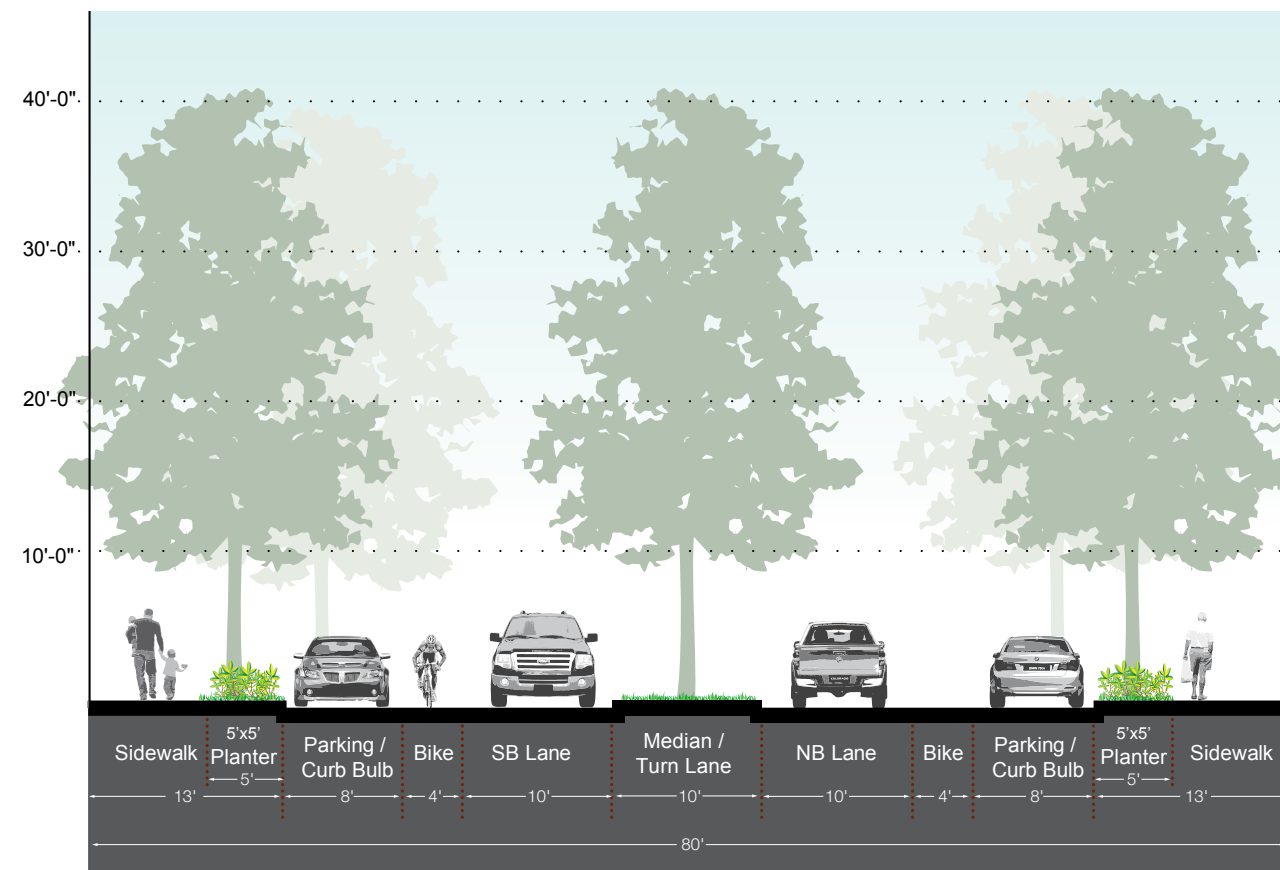 40'-0"
30'-0"
20'-0"
10'-0"
COLORADO
Sidewalk
5'x5'
Planter
Parking /
Curb Bulb
Bike
SB Lane
Median /
Turn Lane
NB Lane
Bike
Parking /
Curb Bulb
5'x5'
Planter
Sidewalk
5'
5'
13'
8'
4'
10'
10'
10'
4'
8'
13'
80'